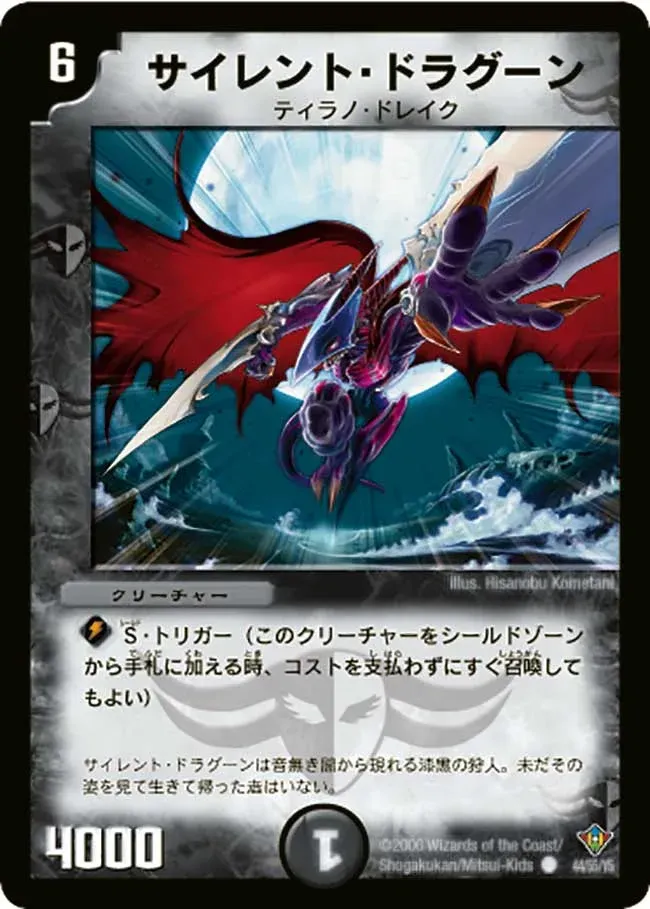 6
サイレント・ドラグーン
ティラノ・ドレイク
illus. Hisanobu Kometani
クリーチャー
S・トリガー（このクリーチャーをシールドゾーン
から手札に加える時、コストを支払わずにすぐ召喚して
もよい）
サイレント・ドラグーンは音無き闇から現れる漆黒の狩人。未だその
姿を見て生きて帰った者はいない。
4000
1
©2006 Wizards of the Coast/
Shogakukan/Mitsui-Kids
44/55/Y5